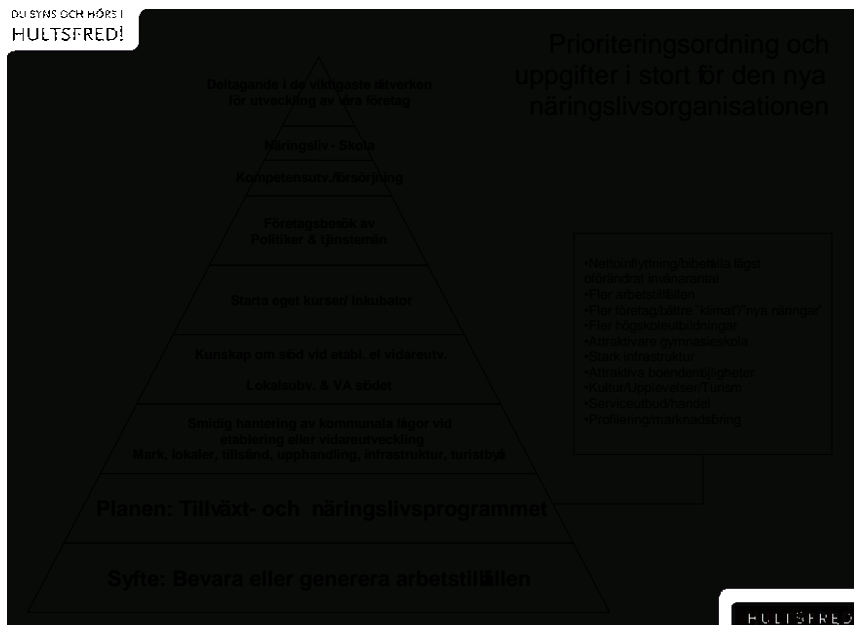 DU SYNS OCH HÖRS I
HULTSFRED!
Prioriteringsordning och
uppgifter i stort för den nya
näringslivsorganisationen
Deltagande i de viktigaste nätverken
för utveckling av våra företag
Näringsliv - Skola
Kompetensutv./försörjning
Företagsbesök av
Politiker & tjänstemän
Starta eget kurser/ Inkubator
Kunskap om stöd vid etabl. el vidareutv.
Lokalsubv. & VA stödet
Smidig hantering av kommunala frågor vid
etablering eller vidareutveckling
Mark, lokaler, tillstånd, upphandling, infrastruktur, turistbyå
Planen: Tillväxt- och näringslivsprogrammet
Syfte: Bevara eller generera arbetstillfällen
•Nettoinflyttning/bibehålla lägst
oförändrat invånarantal
•Fler arbetstillfällen
•Fler företag/bättre "klimat"/"nya näringar"
•Fler högskoleutbildningar
•Attraktivare gymnasieskola
•Stark infrastruktur
•Attraktiva boendemöjligheter
•Kultur/Upplevelser/Turism
•Serviceutbud/handel
•Profilering/marknadsföring
HULTSFRED